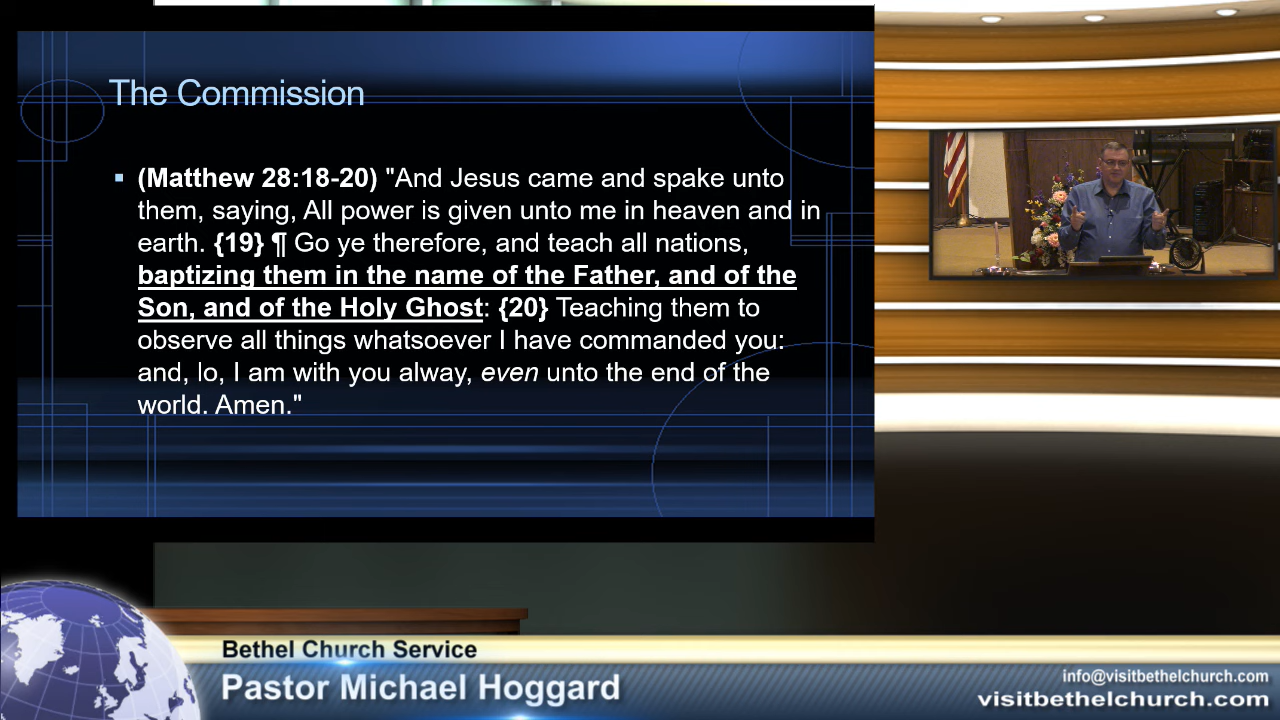 The Commission
▪ (Matthew 28:18-20) "And Jesus came and spake unto
them, saying, All power is given unto me in heaven and in
earth. {19} ¶ Go ye therefore, and teach all nations,
baptizing them in the name of the Father, and of the
Son, and of the Holy Ghost: {20} Teaching them to
observe all things whatsoever I have commanded you:
and, lo, I am with you alway, even unto the end of the
world. Amen."
Bethel Church Service
Pastor Michael Hoggard
info@visitbethelchurch.com
visitbethelchurch.com